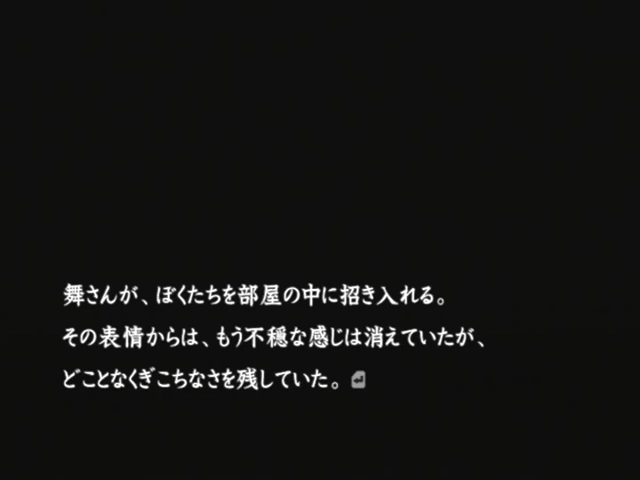 舞さんが、ぼくたちを部屋の中に招き入れる。
その表情からは、もう不穏な感じは消えていたが、
どことなくぎこちなさを残していた。